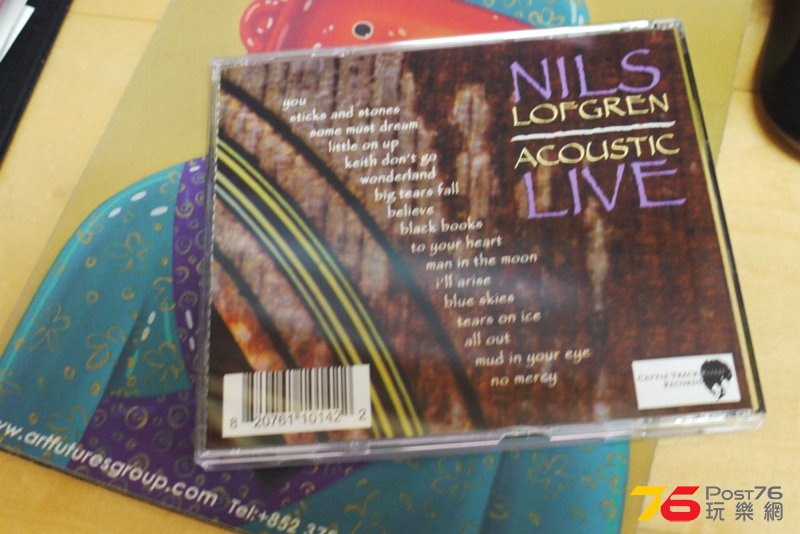 NILS
LOFGREN
ACOUSTIC
LIVE
you
sticks and stones
some must dream
little on up
keith don't go
wonderland
big tears fall
believe
black books
to your heart
man in the moon
i'll arise
blue skies
tears on ice
all out
mud in your eye
no mercy
8 20761 10142 2
CATTLE TRACK ROAD
RECORDS
w.artfuturesgroup.com Tel:+852
76 POST76
玩樂網